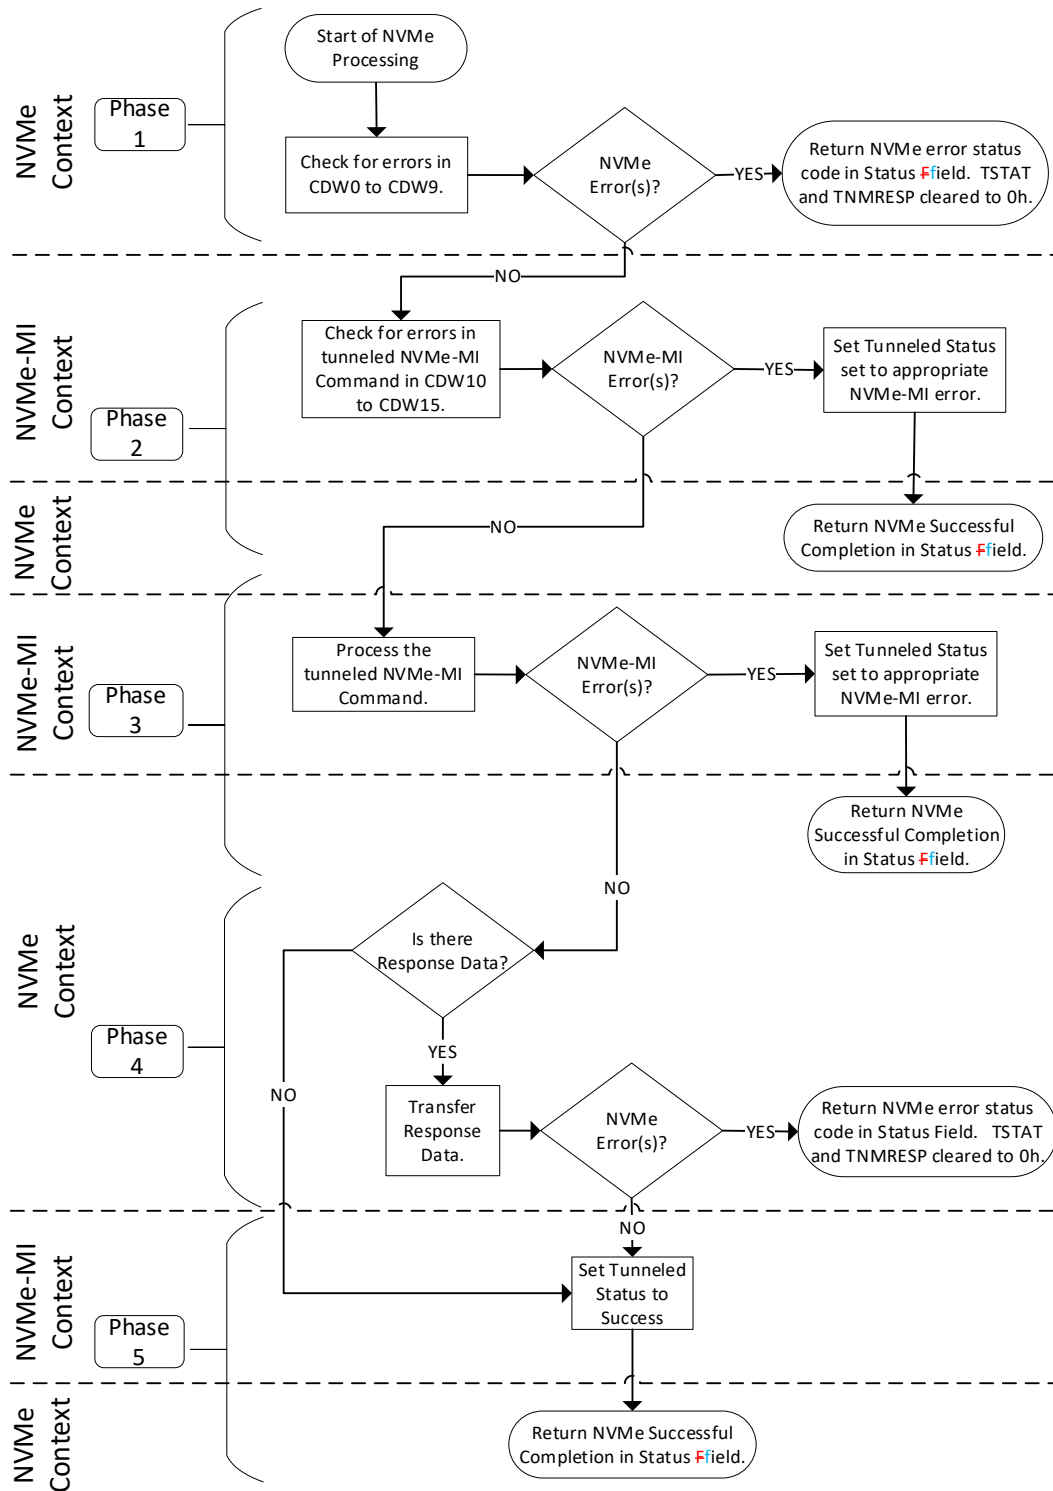 NVMe
Context
Phase
1
Start of NVMe
Processing
Check for errors in
CDW0 to CDW9.
NVMe
Error(s)?
YES
Return NVMe error status
code in Status Ffield. TSTAT
and TNMRESP cleared to 0h.
NO
NVMe-MI
Context
Phase
2
Check for errors in
tunneled NVMe-MI
Command in CDW10
to CDW15.
NVMe-MI
Error(s)?
YES
Set Tunneled Status
set to appropriate
NVMe-MI error.
NVMe
Context
NO
Return NVMe Successful
Completion in Status Ffield.
NVMe-MI
Context
Phase
3
Process the
tunneled NVMe-MI
Command.
NVMe-MI
Error(s)?
YES
Set Tunneled Status
set to appropriate
NVMe-MI error.
Return NVMe
Successful Completion
in Status Ffield.
NO
NVMe
Context
Phase
4
Is there
Response Data?
YES
NO
Transfer
Response
Data.
NVMe
Error(s)?
YES
Return NVMe error status
code in Status Field. TSTAT
and TNMRESP cleared to 0h.
NO
NVMe-MI
Context
Phase
5
Set Tunneled
Status to
Success
NVMe
Context
Return NVMe Successful
Completion in Status Ffield.